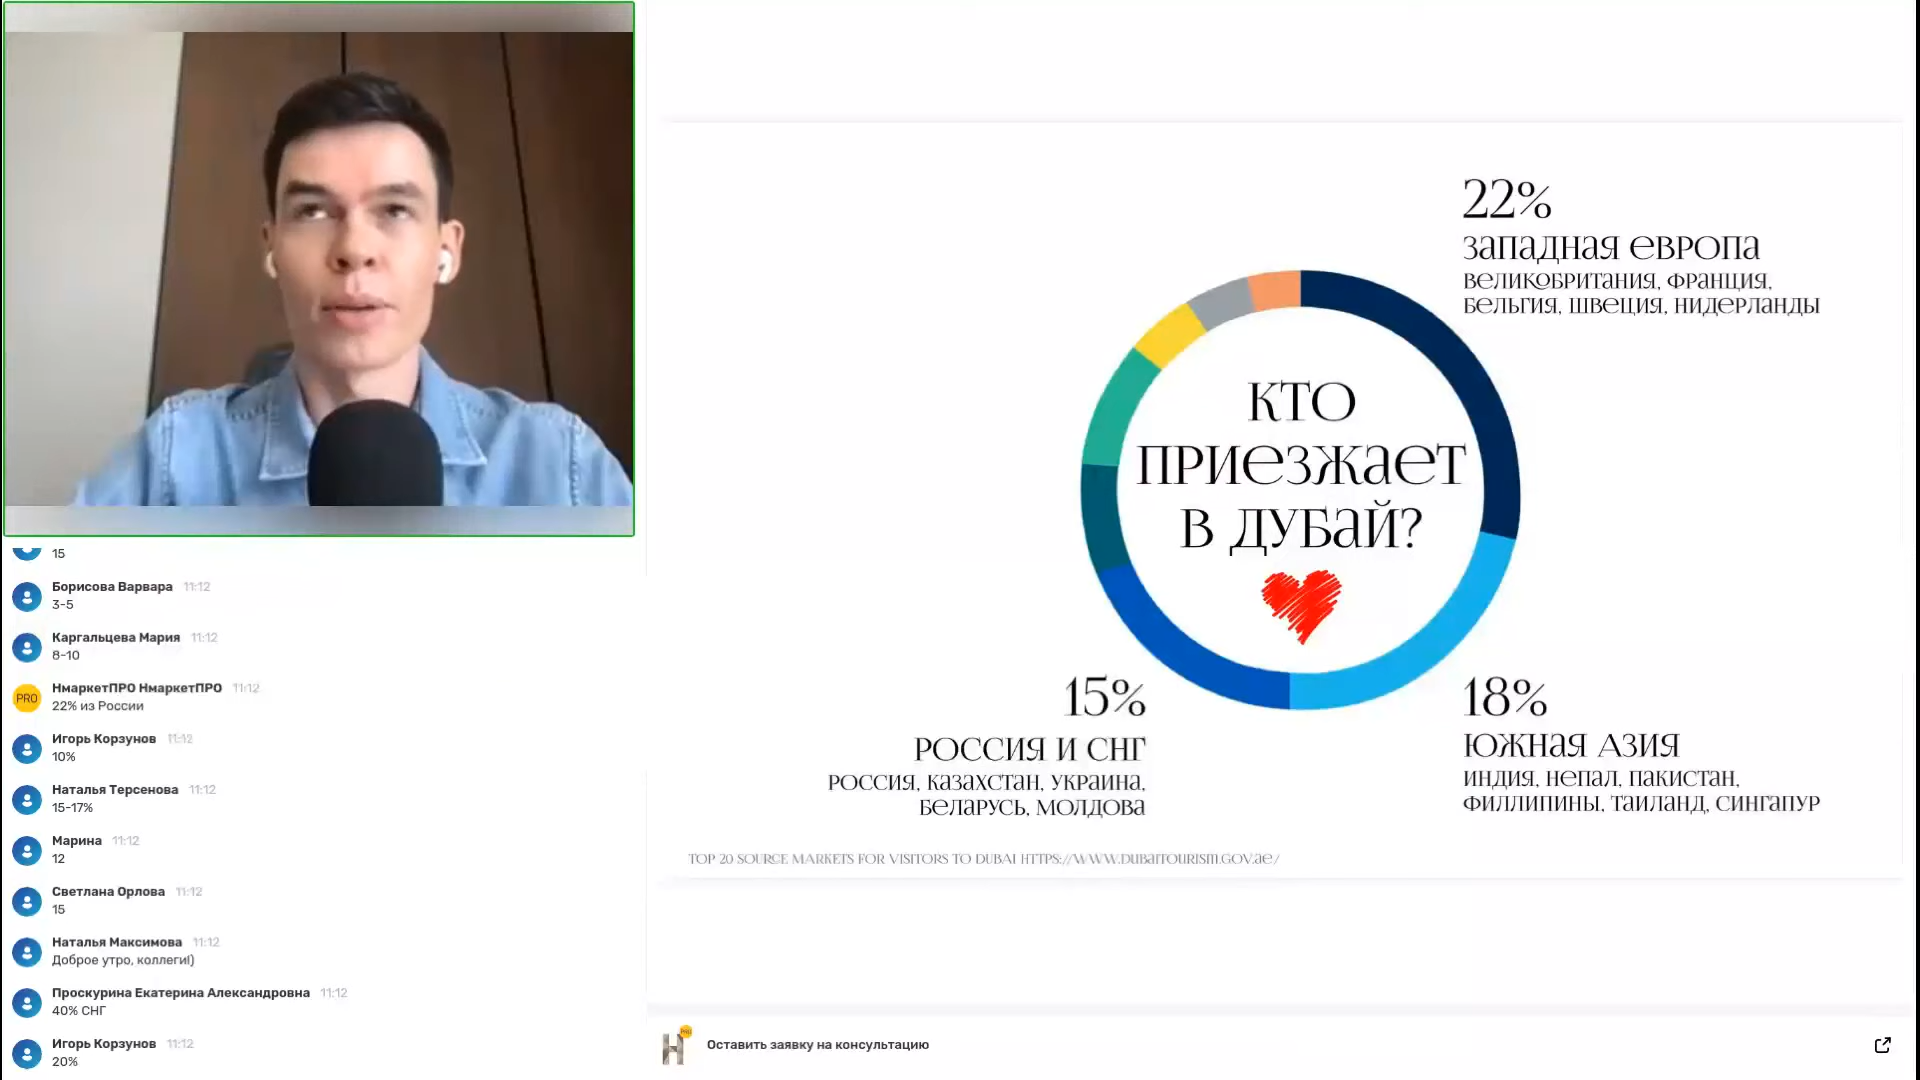 15
Борисова Варвара 11:12
3-5
Каргальцева Мария 11:12
8-10
PRO
НмаркетПРО НмаркетПРО 11:12
22% из России
Игорь Корзунов 11:12
10%
Наталья Терсенова 11:12
15-17%
Марина 11:12
12
Светлана Орлова 11:12
15
Наталья Максимова 11:12
Доброе утро, коллеги!)
Проскурина Екатерина Александровна 11:12
40% СНГ
Игорь Корзунов 11:12
20%
22%
ЗАПАДНАЯ ЕВРОПА
ВЕЛИКОБРИТАНИЯ, ФРАНЦИЯ,
БЕЛЬГИЯ, ШВЕЦИЯ, НИДЕРЛАНДЫ
КТО
ПРИЕЗЖАЕТ
В ДУБАЙ?
15%
РОССИЯ И СНГ
РОССИЯ, КАЗАХСТАН, УКРАИНА,
БЕЛАРУСЬ, МОЛДОВА
18%
ЮЖНАЯ АЗИЯ
ИНДИЯ, НЕПАЛ, ПАКИСТАН,
ФИЛЛИПИНЫ, ТАИЛАНД, СИНГАПУР
TOP 20 SOURCE MARKETS FOR VISITORS TO DUBAI HTTPS://WWW.DUBAITOURISM.GOV.AE/
Н PRO
Оставить заявку на консультацию